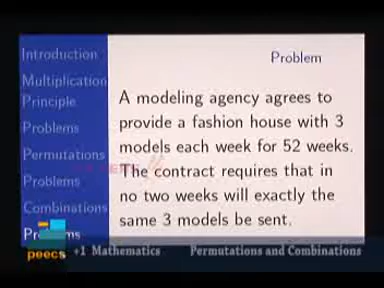 Introduction
Multiplication
Principle
Problems
Permutations
Problems
Combinations
Problems
Problem
A modeling agency agrees to
provide a fashion house with 3
models each week for 52 weeks.
The contract requires that in
no two weeks will exactly the
same 3 models be sent.
peecs
+1 Mathematics
Permutations and Combinations